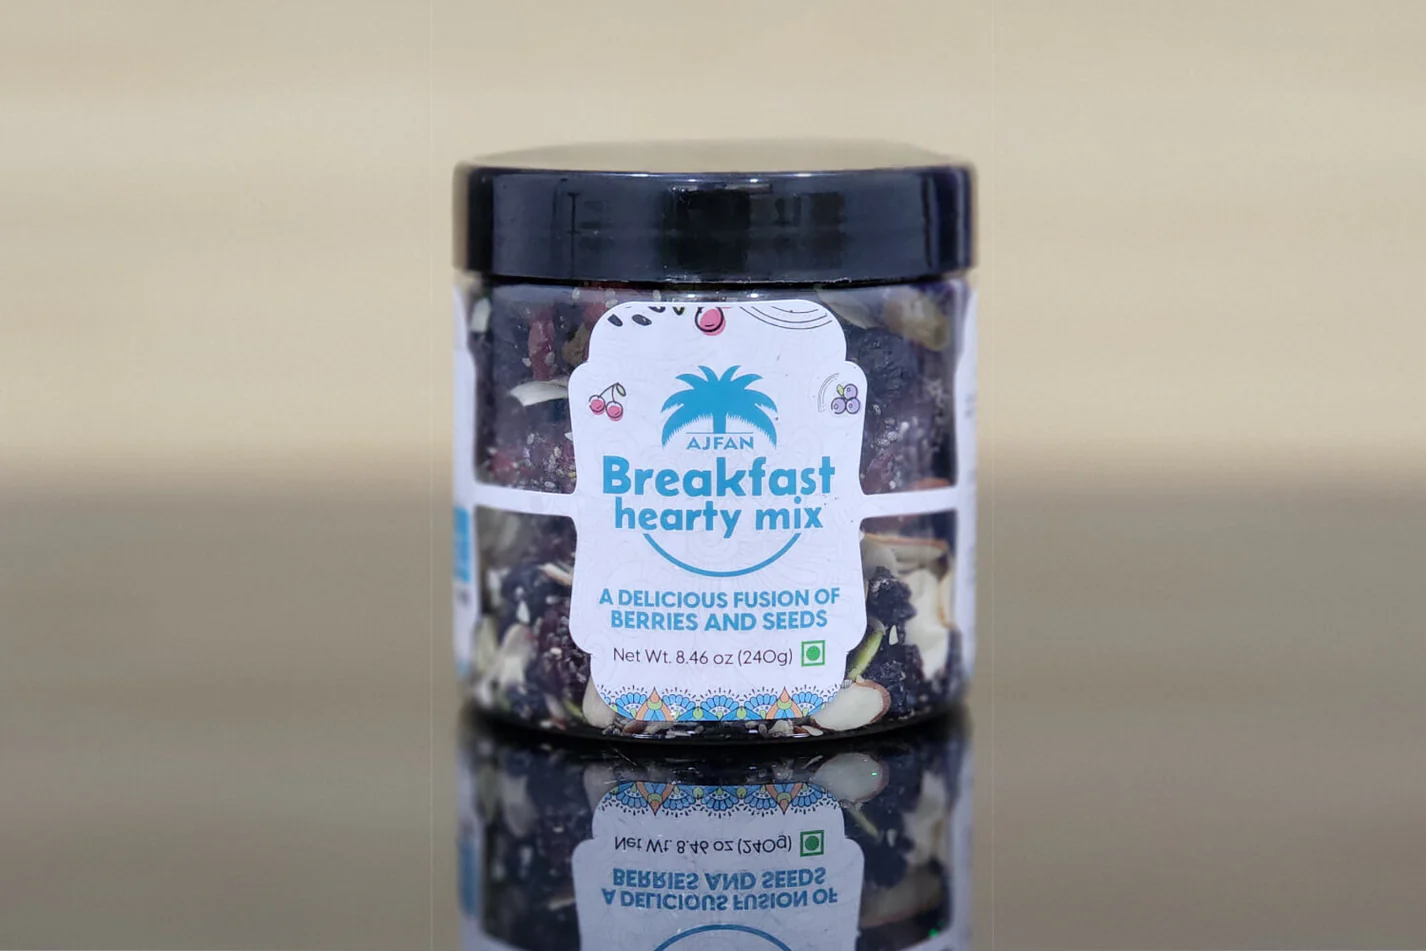 AJFAN
Breakfast
hearty mix
A DELICIOUS FUSION OF
BERRIES AND SEEDS
Net Wt. 8.46 oz (240g)